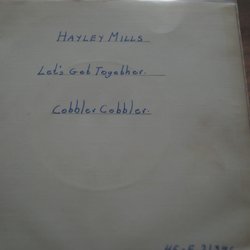 Hayley Mills
Let's Get Together.
Cobbler Cobbler.